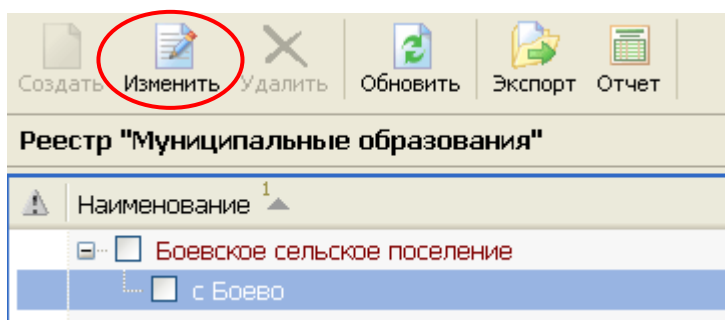 Создать Изменить Удалить Обновить Экспорт Отчет
Реестр "Муниципальные образования"
Наименование 1
Боевское сельское поселение
с Боево